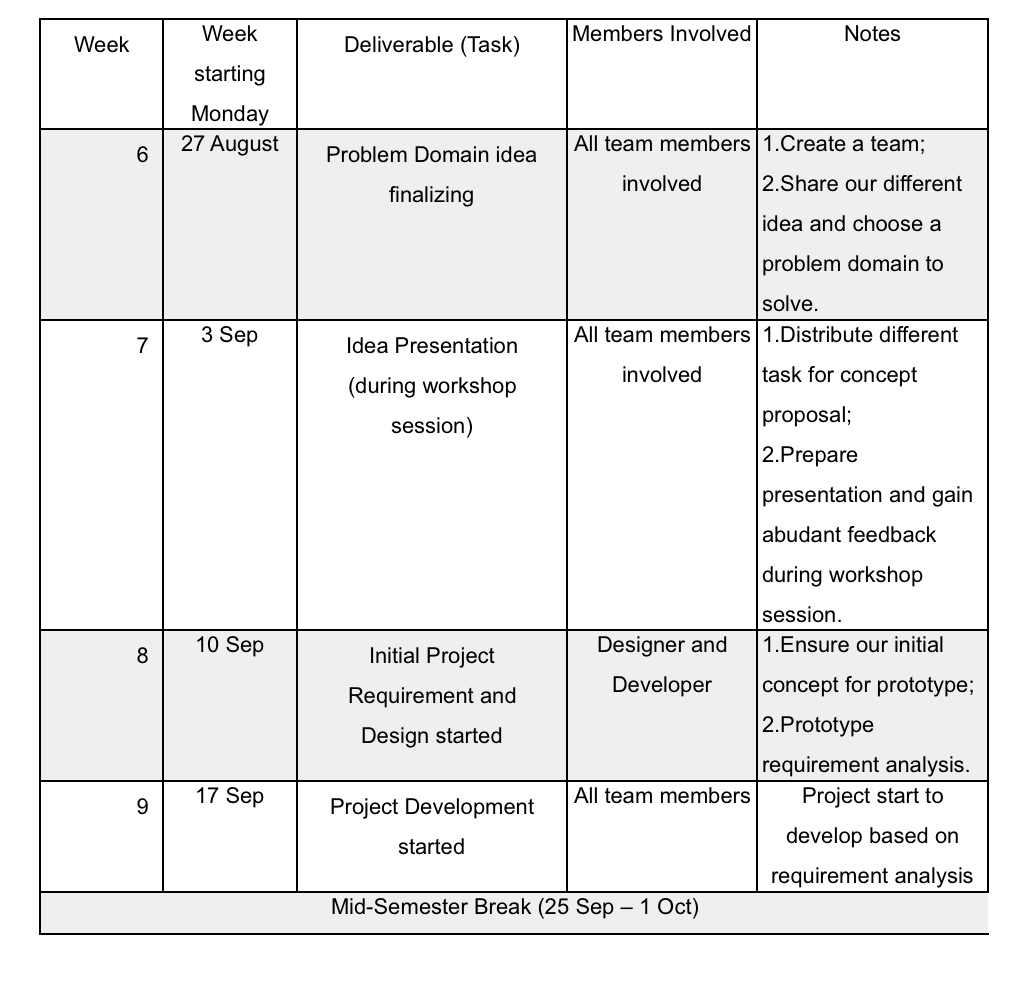 Week
Week
starting
Monday
Deliverable (Task)
Members Involved
Notes
6
27 August
Problem Domain idea
finalizing
All team members
involved
1.Create a team;
2.Share our different
idea and choose a
problem domain to
solve.
7
3 Sep
Idea Presentation
(during workshop
session)
All team members
involved
1.Distribute different
task for concept
proposal;
2.Prepare
presentation and gain
abudant feedback
during workshop
session.
8
10 Sep
Initial Project
Requirement and
Design started
Designer and
Developer
1.Ensure our initial
concept for prototype;
2.Prototype
requirement analysis.
9
17 Sep
Project Development
started
All team members
Project start to
develop based on
requirement analysis
Mid-Semester Break (25 Sep – 1 Oct)